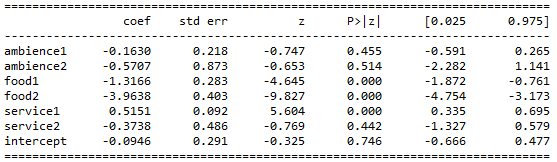 coef std err z P>|z| [0.025 0.975]
ambience1 -0.1630 0.218 -0.747 0.455 -0.591 0.265
ambience2 -0.5707 0.873 -0.653 0.514 -2.282 1.141
food1 -1.3166 0.283 -4.645 0.000 -1.872 -0.761
food2 -3.9638 0.403 -9.827 0.000 -4.754 -3.173
service1 0.5151 0.092 5.604 0.000 0.335 0.695
service2 -0.3738 0.486 -0.769 0.442 -1.327 0.579
intercept -0.0946 0.291 -0.325 0.746 -0.666 0.477